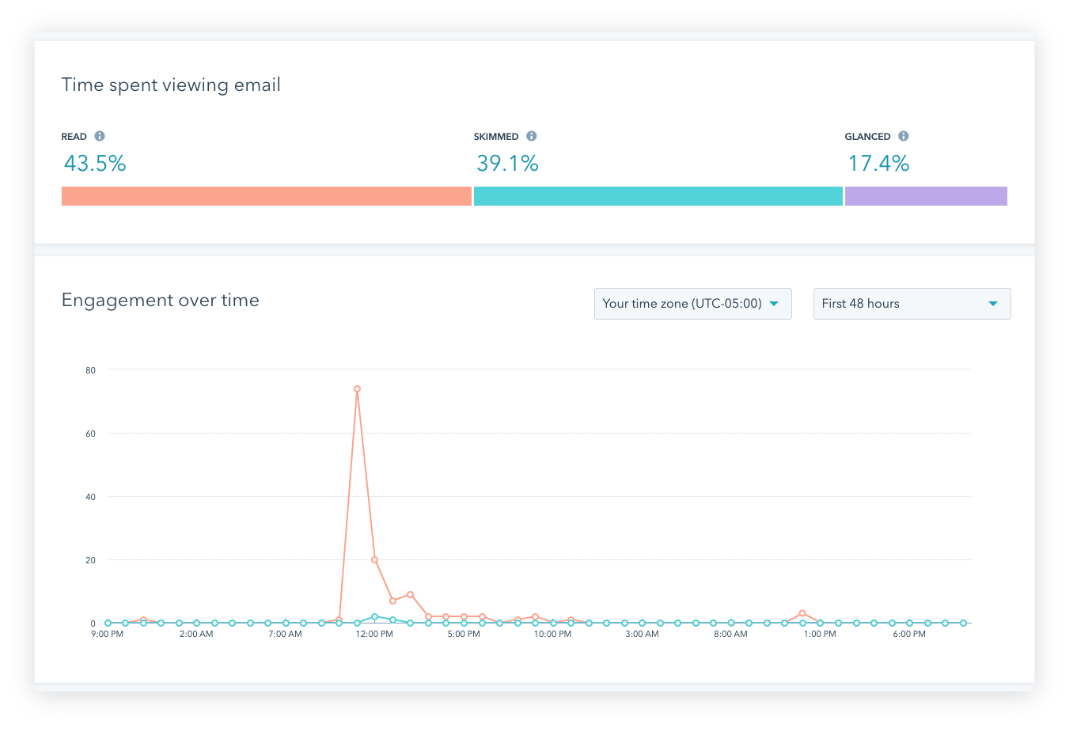 Time spent viewing email
READ SKIMMED GLANCED
43.5% 39.1% 17.4%
Engagement over time
Your time zone (UTC-05:00) First 48 hours
80
60
40
20
0
9:00 PM 2:00 AM 7:00 AM 12:00 PM 5:00 PM 10:00 PM 3:00 AM 8:00 AM 1:00 PM 6:00 PM